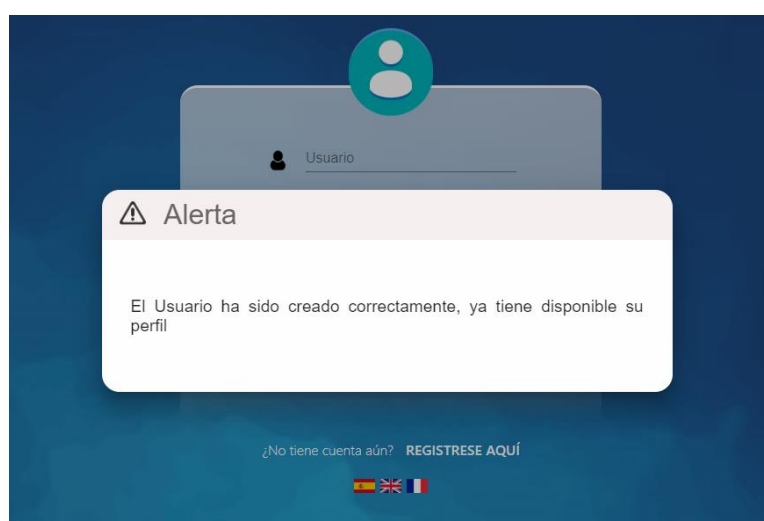 Usuario
Alerta
El Usuario ha sido creado correctamente, ya tiene disponible su
perfil
¿No tiene cuenta aún? REGISTRESE AQUÍ